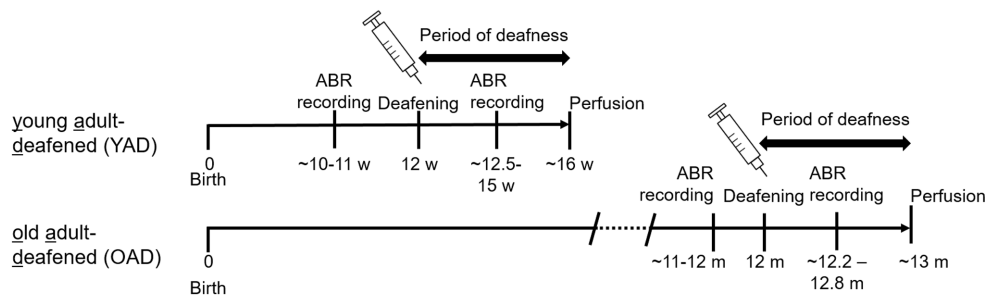 Period of deafness
ABR
recording
Deafening
ABR
recording
Perfusion
young adult-
deafened (YAD)
0
Birth
~10-11 w
12 w
~12.5-
15 w
~16 w
Period of deafness
ABR
recording
Deafening
ABR
recording
Perfusion
old adult-
deafened (OAD)
0
Birth
~11-12 m
12 m
~12.2 –
12.8 m
~13 m